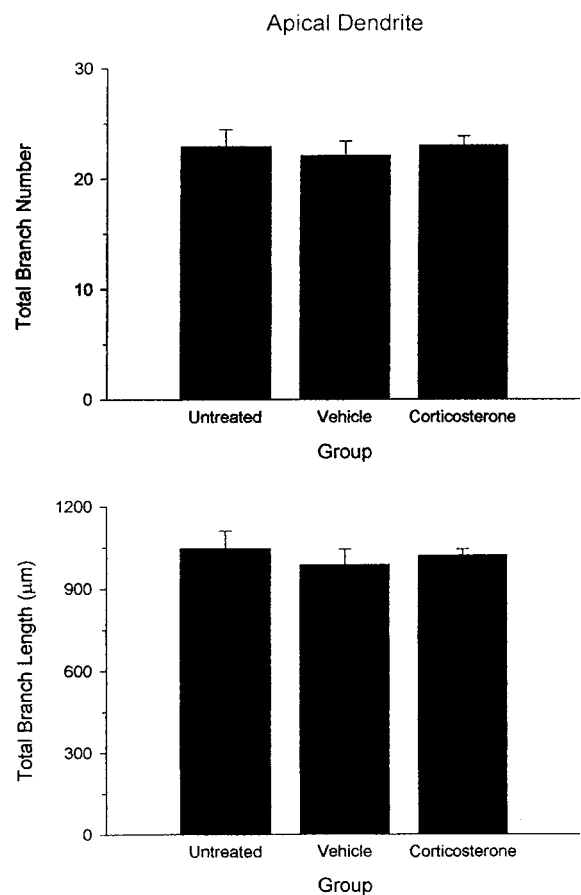 Apical Dendrite
30
20
10
0
Total Branch Number
Untreated Vehicle Corticosterone
Group
1200
900
600
300
0
Total Branch Length (µm)
Untreated Vehicle Corticosterone
Group